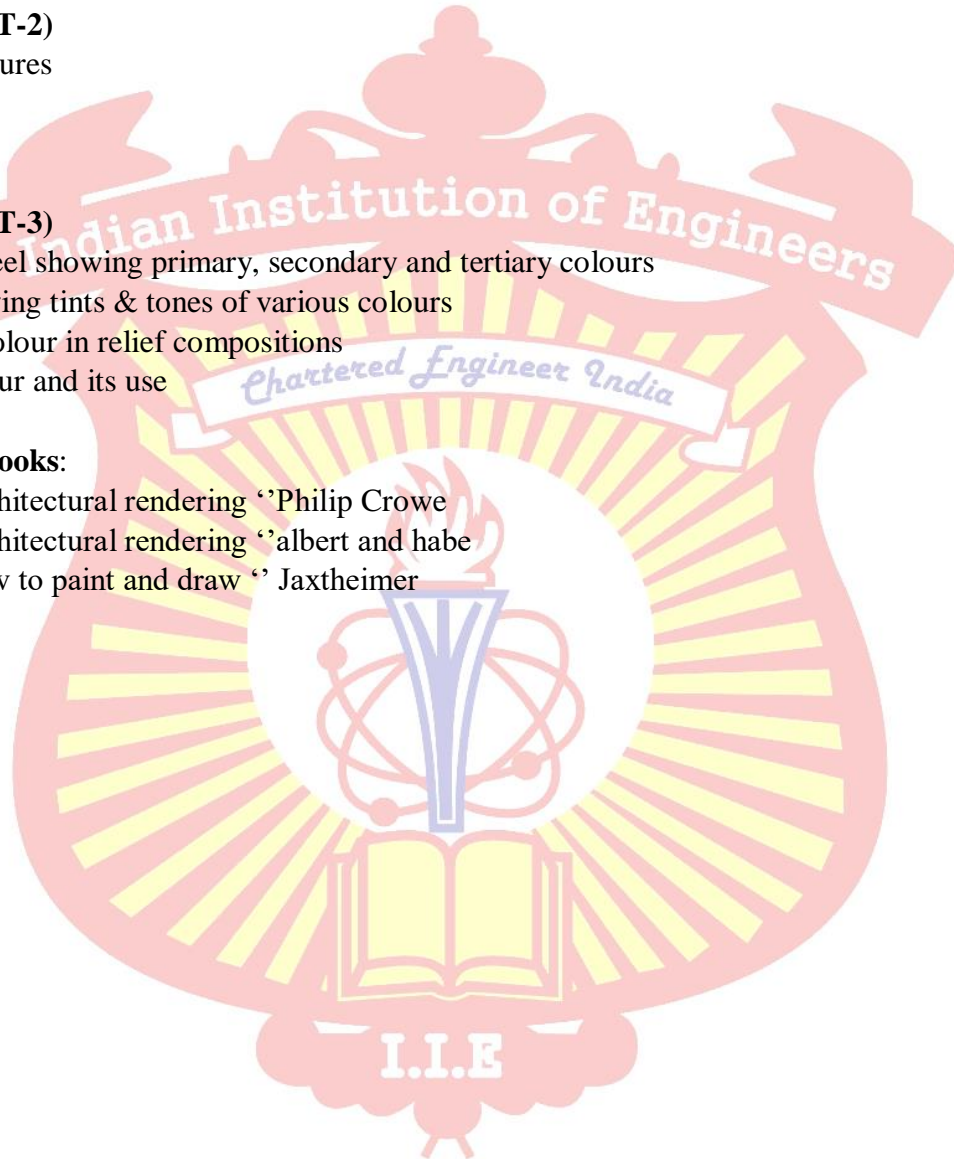 T-2)
ures
Indian Institution of Engineers
T-3)
eel showing primary, secondary and tertiary colours
ing tints & tones of various colours
olour in relief compositions
ur and its use
Chartered Engineer India
ooks:
hitectural rendering ‘’Philip Crowe
hitectural rendering ‘’albert and habe
w to paint and draw ‘’ Jaxtheimer
I.I.E